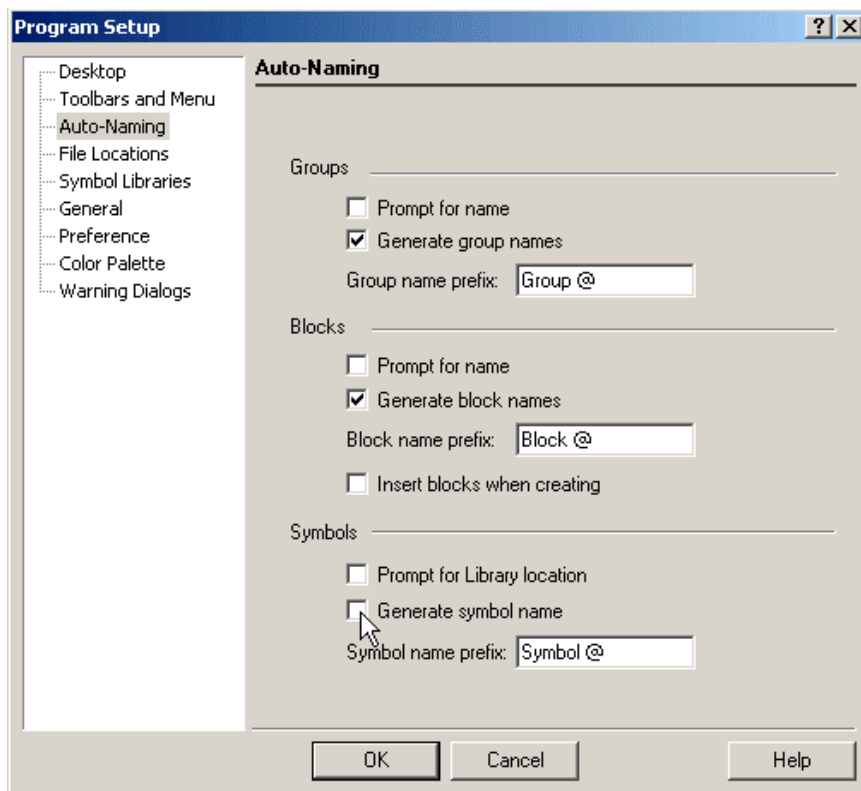 Program Setup
Desktop
Toolbars and Menu
Auto-Naming
File Locations
Symbol Libraries
General
Preference
Color Palette
Warning Dialogs
Auto-Naming
Groups
Prompt for name
Generate group names
Group name prefix: Group @
Blocks
Prompt for name
Generate block names
Block name prefix: Block @
Insert blocks when creating
Symbols
Prompt for Library location
Generate symbol name
Symbol name prefix: Symbol @
OK Cancel Help